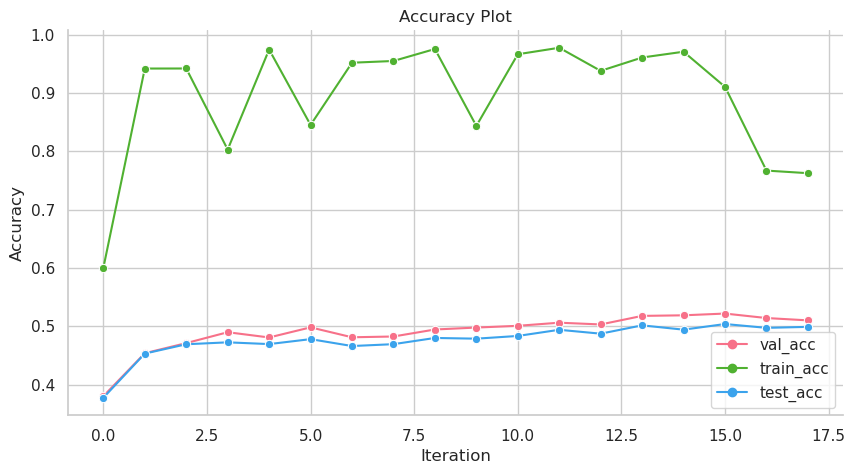 Accuracy Plot
1.0
0.9
0.8
0.7
0.6
0.5
0.4
Accuracy
0.0 2.5 5.0 7.5 10.0 12.5 15.0 17.5
Iteration
val_acc
train_acc
test_acc